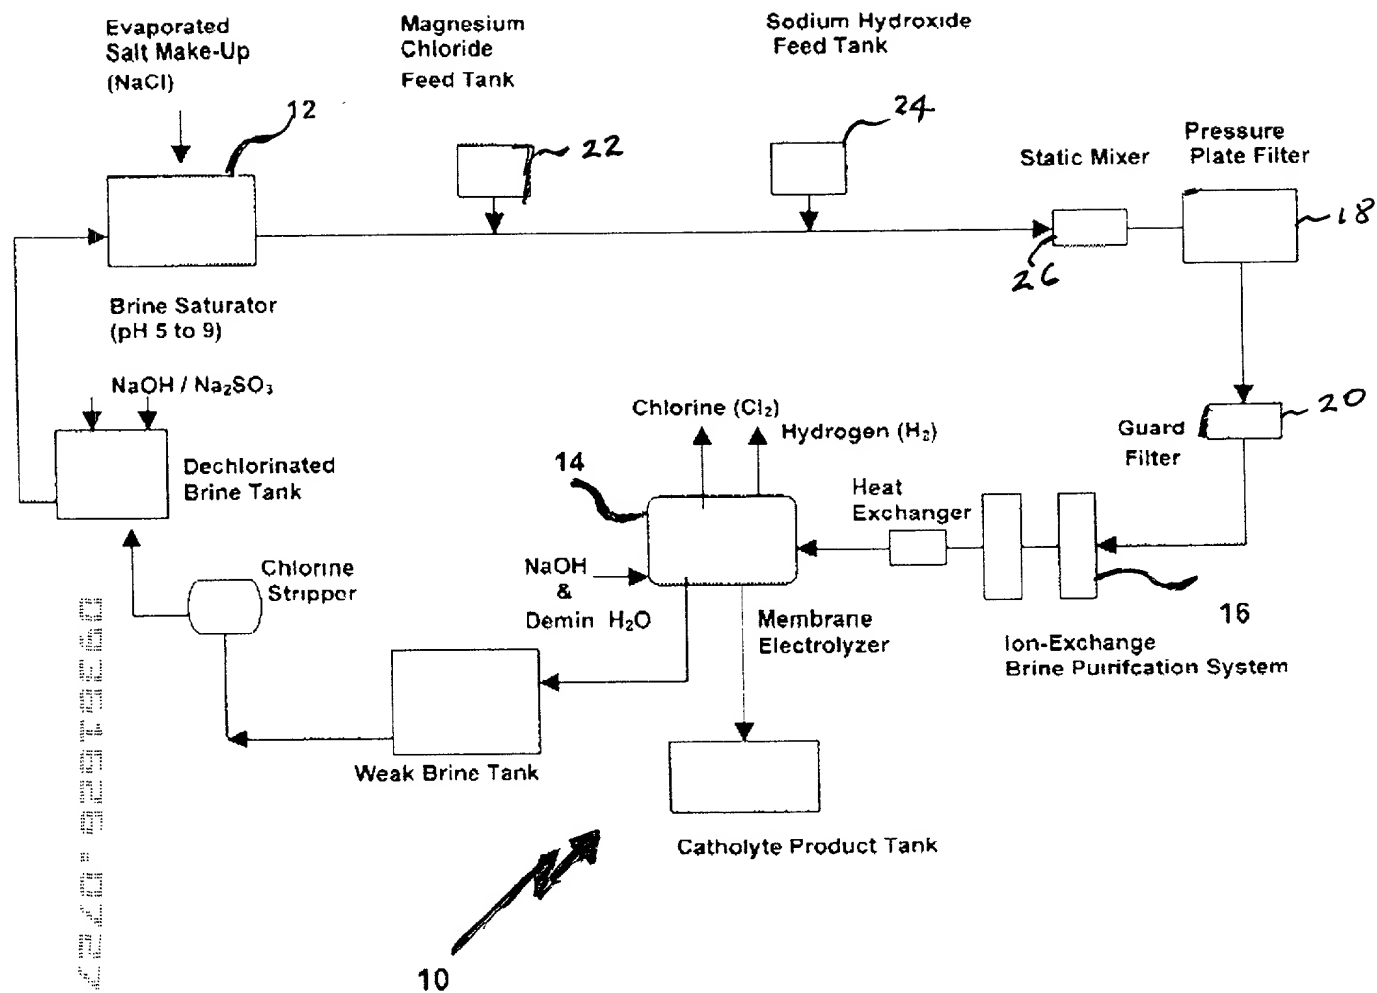 Evaporated
Salt Make-Up
(NaCl)
12
Magnesium
Chloride
Feed Tank
22
Sodium Hydroxide
Feed Tank
24
Static Mixer
26
Pressure
Plate Filter
18
Brine Saturator
(pH 5 to 9)
NaOH / Na₂SO₃
Dechlorinated
Brine Tank
Chlorine
Stripper
Chlorine (Cl₂)
Hydrogen (H₂)
14
NaOH
&
Demin H₂O
Membrane
Electrolyzer
Heat
Exchanger
Guard
Filter
20
16
Ion-Exchange
Brine Puirifcation System
Weak Brine Tank
Catholyte Product Tank
10